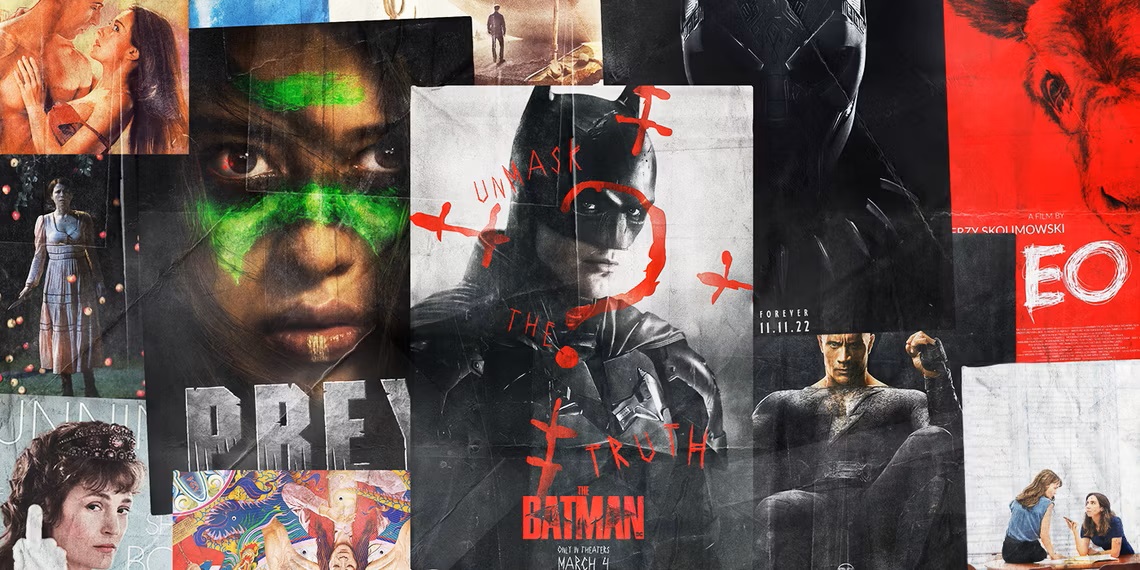 UNMASK
THE
TRUTH
THE
BATMAN
ONLY IN THEATERS
MARCH 4
PREY
FOREVER
11.11.22
A FILM BY
JERZY SKOLIMOWSKI
EO